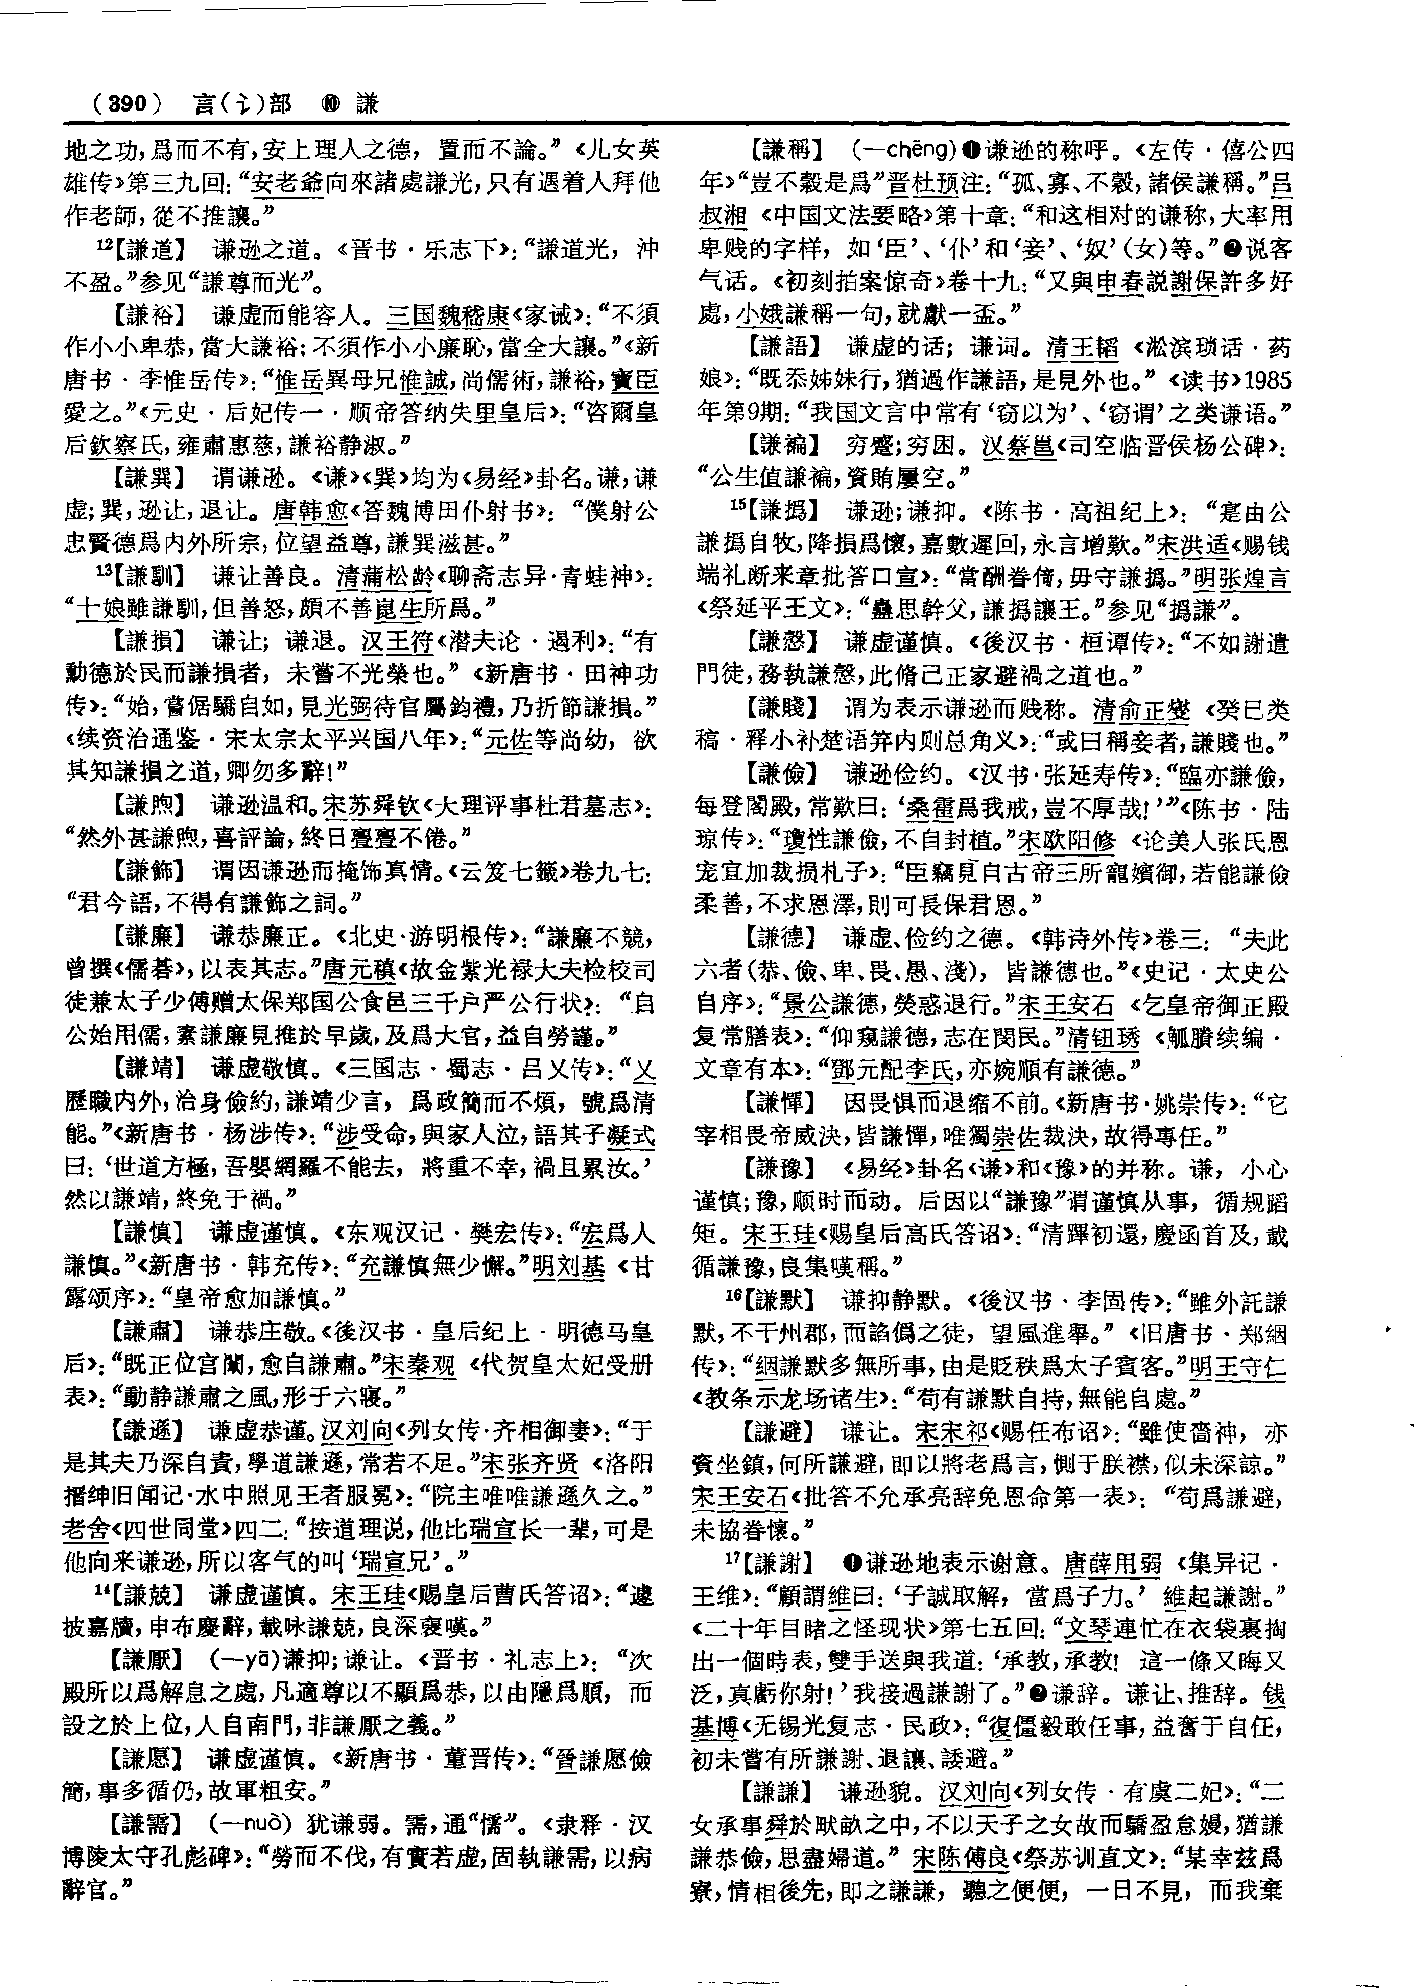 (390) 言(讠)部 ⑩ 謙
地之功,爲而不有,安上理人之德,置而不論。”《儿女英
雄传》第三九回:“安老爺向來諸處謙光,只有遇着人拜他
作老師,從不推讓。”
12【謙道】 谦逊之道。《晋书·乐志下》:“謙道光,沖
不盈。”参见“謙尊而光”。
【謙裕】 谦虚而能容人。三国魏嵇康《家诫》:“不須
作小小卑恭,當大謙裕;不須作小小廉恥,當全大讓。”《新
唐书·李惟岳传》:“惟岳異母兄惟誠,尚儒術,謙裕,寶臣
愛之。”《元史·后妃传一·顺帝答纳失里皇后》:“咨爾皇
后欽察氏,雍肅惠慈,謙裕静淑。”
【謙巽】 谓谦逊。《谦》《巽》均为《易经》卦名。谦,谦
虚;巽,逊让,退让。唐韩愈《答魏博田仆射书》:“僕射公
忠賢德爲内外所宗,位望益尊,謙巽滋甚。”
13【謙馴】 谦让善良。清蒲松龄《聊斋志异·青蛙神》:
“十娘雖謙馴,但善怒,頗不善崑生所爲。”
【謙損】 谦让;谦退。汉王符《潜夫论·遏利》:“有
勳德於民而謙損者,未嘗不光榮也。”《新唐书·田神功
传》:“始,嘗倨驕自如,見光弼待官屬鈞禮,乃折節謙損。”
《续资治通鉴·宋太宗太平兴国八年》:“元佐等尚幼,欲
其知謙損之道,卿勿多辭!”
【謙煦】 谦逊温和。宋苏舜钦《大理评事杜君墓志》:
“然外甚謙煦,喜評論,終日亹亹不倦。”
【謙飾】 谓因谦逊而掩饰真情。《云笈七籤》卷九七:
“君今語,不得有謙飾之詞。”
【謙廉】 谦恭廉正。《北史·游明根传》:“謙廉不競,
曾撰《儒碁》,以表其志。”唐元稹《故金紫光禄大夫检校司
徒兼太子少傅赠太保郑国公食邑三千户严公行状》:“自
公始用儒,素謙廉見推於早歲,及爲大官,益自勞謹。”
【謙靖】 谦虚敬慎。《三国志·蜀志·吕乂传》:“乂
歷職内外,治身儉約,謙靖少言,爲政簡而不煩,號爲清
能。”《新唐书·杨涉传》:“涉受命,與家人泣,語其子凝式
曰:‘世道方極,吾嬰網羅不能去,將重不幸,禍且累汝。’
然以謙靖,終免于禍。”
【謙慎】 谦虚谨慎。《东观汉记·樊宏传》:“宏爲人
謙慎。”《新唐书·韩充传》:“充謙慎無少懈。”明刘基《甘
露颂序》:“皇帝愈加謙慎。”
【謙肅】 谦恭庄敬。《後汉书·皇后纪上·明德马皇
后》:“既正位宫闈,愈自謙肅。”宋秦观《代贺皇太妃受册
表》:“動静謙肅之風,形于六寢。”
【謙遜】 谦虚恭谨。汉刘向《列女传·齐相御妻》:“于
是其夫乃深自責,學道謙遜,常若不足。”宋张齐贤《洛阳
搢绅旧闻记·水中照见王者服冕》:“院主唯唯謙遜久之。”
老舍《四世同堂》四二:“按道理说,他比瑞宣长一辈,可是
他向来谦逊,所以客气的叫‘瑞宣兄’。”
14【謙兢】 谦虚谨慎。宋王珪《赐皇后曹氏答诏》:“遽
披嘉牘,申布慶辭,載咏謙兢,良深褒嘆。”
【謙厭】 (—yā)谦抑;谦让。《晋书·礼志上》:“次
殿所以爲解息之處,凡適尊以不顯爲恭,以由隱爲順,而
設之於上位,人自南門,非謙厭之義。”
【謙愿】 谦虚谨慎。《新唐书·董晋传》:“晉謙愿儉
簡,事多循仍,故軍粗安。”
【謙需】 (—nuò) 犹谦弱。需,通“懦”。《隶释·汉
博陵太守孔彪碑》:“勞而不伐,有實若虚,固執謙需,以病
辭官。”
【謙稱】 (—chēng)❶谦逊的称呼。《左传·僖公四
年》“豈不穀是爲”晋杜预注:“孤、寡、不穀,諸侯謙稱。”吕
叔湘《中国文法要略》第十章:“和这相对的谦称,大率用
卑贱的字样,如‘臣’、‘仆’和‘妾’、‘奴’(女)等。”❷说客
气话。《初刻拍案惊奇》卷十九:“又與申春説謝保許多好
處,小娥謙稱一句,就獻一盃。”
【謙語】 谦虚的话;谦词。清王韬《淞滨琐话·药
娘》:“既忝姊妹行,猶過作謙語,是見外也。”《读书》1985
年第9期:“我国文言中常有‘窃以为’、‘窃谓’之类谦语。”
【謙褊】 穷蹙;穷困。汉蔡邕《司空临晋侯杨公碑》:
“公生值謙褊,資賄屢空。”
15【謙撝】 谦逊;谦抑。《陈书·高祖纪上》:“寔由公
謙撝自牧,降損爲懷,嘉數遲回,永言增歎。”宋洪适《赐钱
端礼断来章批答口宣》:“當酬眷倚,毋守謙撝。”明张煌言
《祭延平王文》:“蠱思幹父,謙撝讓王。”参见“撝謙”。
【謙慤】 谦虚谨慎。《後汉书·桓谭传》:“不如謝遣
門徒,務執謙慤,此脩己正家避禍之道也。”
【謙賤】 谓为表示谦逊而贱称。清俞正燮《癸巳类
稿·释小补楚语笄内则总角义》:“或曰稱妾者,謙賤也。”
【謙儉】 谦逊俭约。《汉书·张延寿传》:“臨亦謙儉,
每登閣殿,常歎曰:‘桑霍爲我戒,豈不厚哉!’”《陈书·陆
琼传》:“瓊性謙儉,不自封植。”宋欧阳修《论美人张氏恩
宠宜加裁损札子》:“臣竊見自古帝王所寵嬪御,若能謙儉
柔善,不求恩澤,則可長保君恩。”
【謙德】 谦虚、俭约之德。《韩诗外传》卷三:“夫此
六者(恭、儉、卑、畏、愚、淺),皆謙德也。”《史记·太史公
自序》:“景公謙德,熒惑退行。”宋王安石《乞皇帝御正殿
复常膳表》:“仰窺謙德,志在閔民。”清钮琇《觚賸续编·
文章有本》:“鄧元配李氏,亦婉順有謙德。”
【謙憚】 因畏惧而退缩不前。《新唐书·姚崇传》:“它
宰相畏帝威決,皆謙憚,唯獨崇佐裁決,故得專任。”
【謙豫】 《易经》卦名《谦》和《豫》的并称。谦,小心
谨慎;豫,顺时而动。后因以“謙豫”谓谨慎从事,循规蹈
矩。宋王珪《赐皇后高氏答诏》:“清蹕初還,慶函首及,載
循謙豫,良集嘆稱。”
16【謙默】 谦抑静默。《後汉书·李固传》:“雖外託謙
默,不干州郡,而諂僞之徒,望風進舉。”《旧唐书·郑絪
传》:“絪謙默多無所事,由是貶秩爲太子賓客。”明王守仁
《教条示龙场诸生》:“苟有謙默自持,無能自處。”
【謙避】 谦让。宋宋祁《赐任布诏》:“雖使嗇神,亦
資坐鎮,何所謙避,即以將老爲言,惻于朕襟,似未深諒。”
宋王安石《批答不允承亮辞免恩命第一表》:“苟爲謙避,
未協眷懷。”
17【謙謝】 ❶谦逊地表示谢意。唐薛用弱《集异记·
王维》:“顧謂維曰:‘子誠取解,當爲子力。’維起謙謝。”
《二十年目睹之怪现状》第七五回:“文琴連忙在衣袋裏掏
出一個時表,雙手送與我道:‘承教,承教!這一條又晦又
泛,真虧你射!’我接過謙謝了。”❷谦辞。谦让、推辞。钱
基博《无锡光复志·民政》:“復僵毅敢任事,益奮于自任,
初未嘗有所謙謝、退讓、諉避。”
【謙謙】 谦逊貌。汉刘向《列女传·有虞二妃》:“二
女承事舜於畎畝之中,不以天子之女故而驕盈怠嫚,猶謙
謙恭儉,思盡婦道。”宋陈傅良《祭苏训直文》:“某幸兹爲
寮,情相後先,即之謙謙,聽之便便,一日不見,而我棄